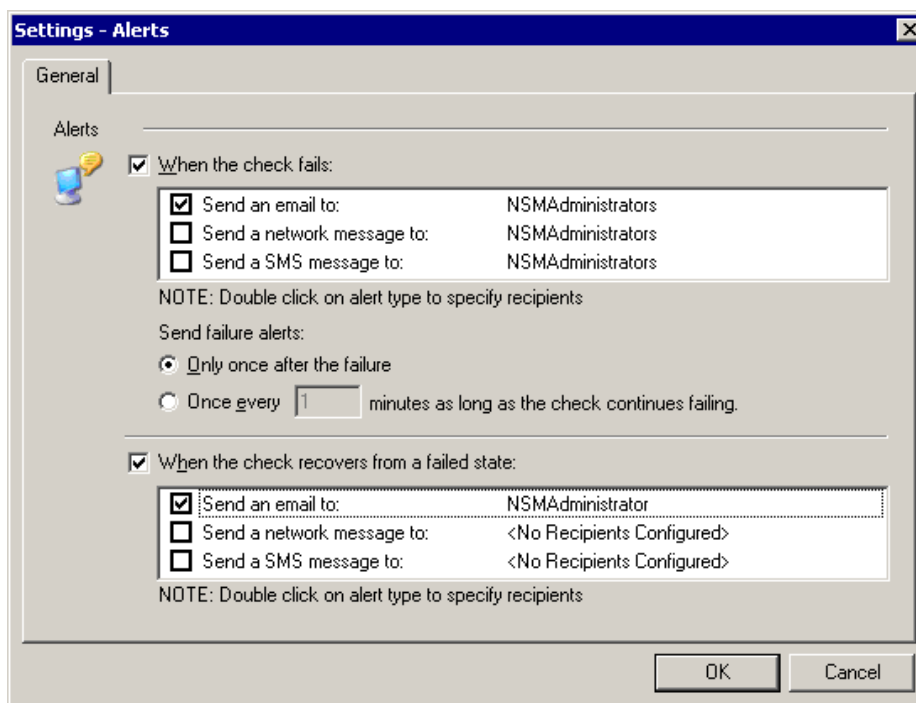 Settings - Alerts
General
Alerts
When the check fails:
Send an email to: NSMAdministrators
Send a network message to: NSMAdministrators
Send a SMS message to: NSMAdministrators
NOTE: Double click on alert type to specify recipients
Send failure alerts:
Only once after the failure
Once every 1 minutes as long as the check continues failing.
When the check recovers from a failed state:
Send an email to: NSMAdministrator
Send a network message to: <No Recipients Configured>
Send a SMS message to: <No Recipients Configured>
NOTE: Double click on alert type to specify recipients
OK Cancel